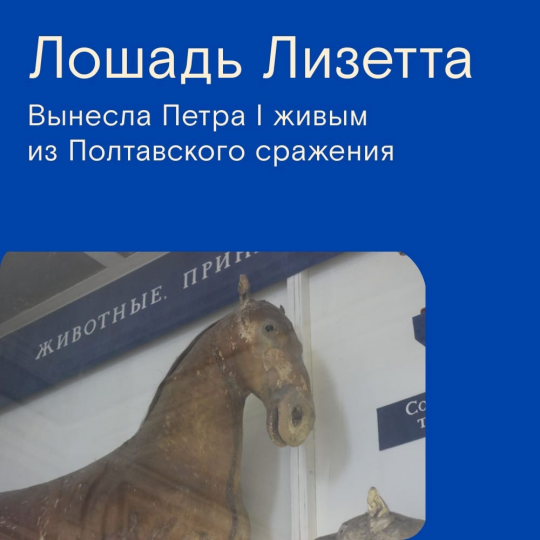 Лошадь Лизетта
Вынесла Петра I живым
из Полтавского сражения
ЖИВОТНЫЕ.